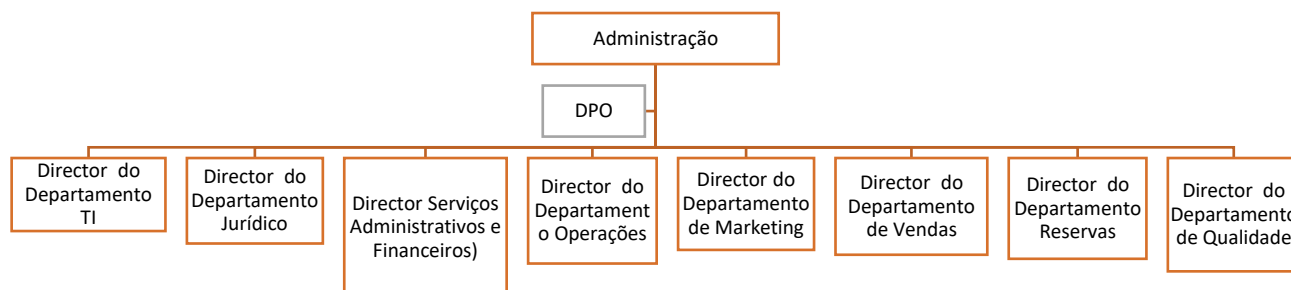 Administração
DPO
Director do
Departamento
TI
Director do
Departamento
Jurídico
Director Serviços
Administrativos e
Financeiros)
Director do
Departament
o Operações
Director do
Departamento
de Marketing
Director do
Departamento
de Vendas
Director do
Departamento
Reservas
Director do
Departamento
de Qualidade